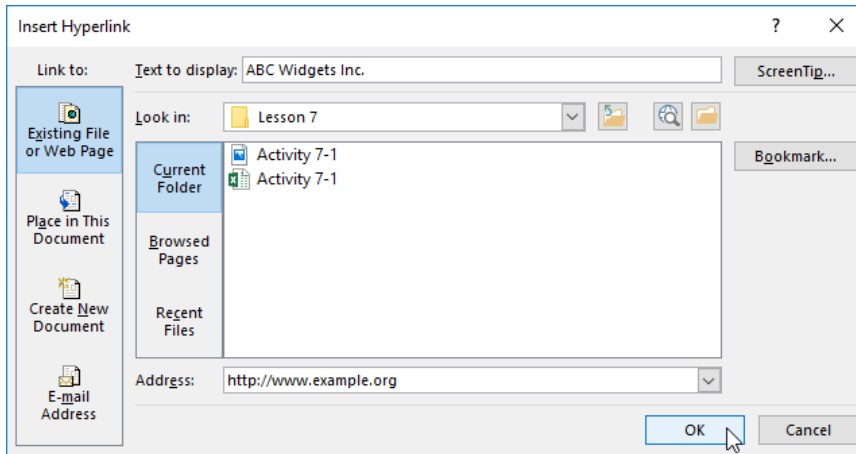 Insert Hyperlink
?
Link to:
Text to display: ABC Widgets Inc.
ScreenTip...
Existing File
or Web Page
Look in: Lesson 7
Current
Folder
Activity 7-1
Activity 7-1
Bookmark...
Place in This
Document
Browsed
Pages
Create New
Document
Recent
Files
Address: http://www.example.org
E-mail
Address
OK
Cancel